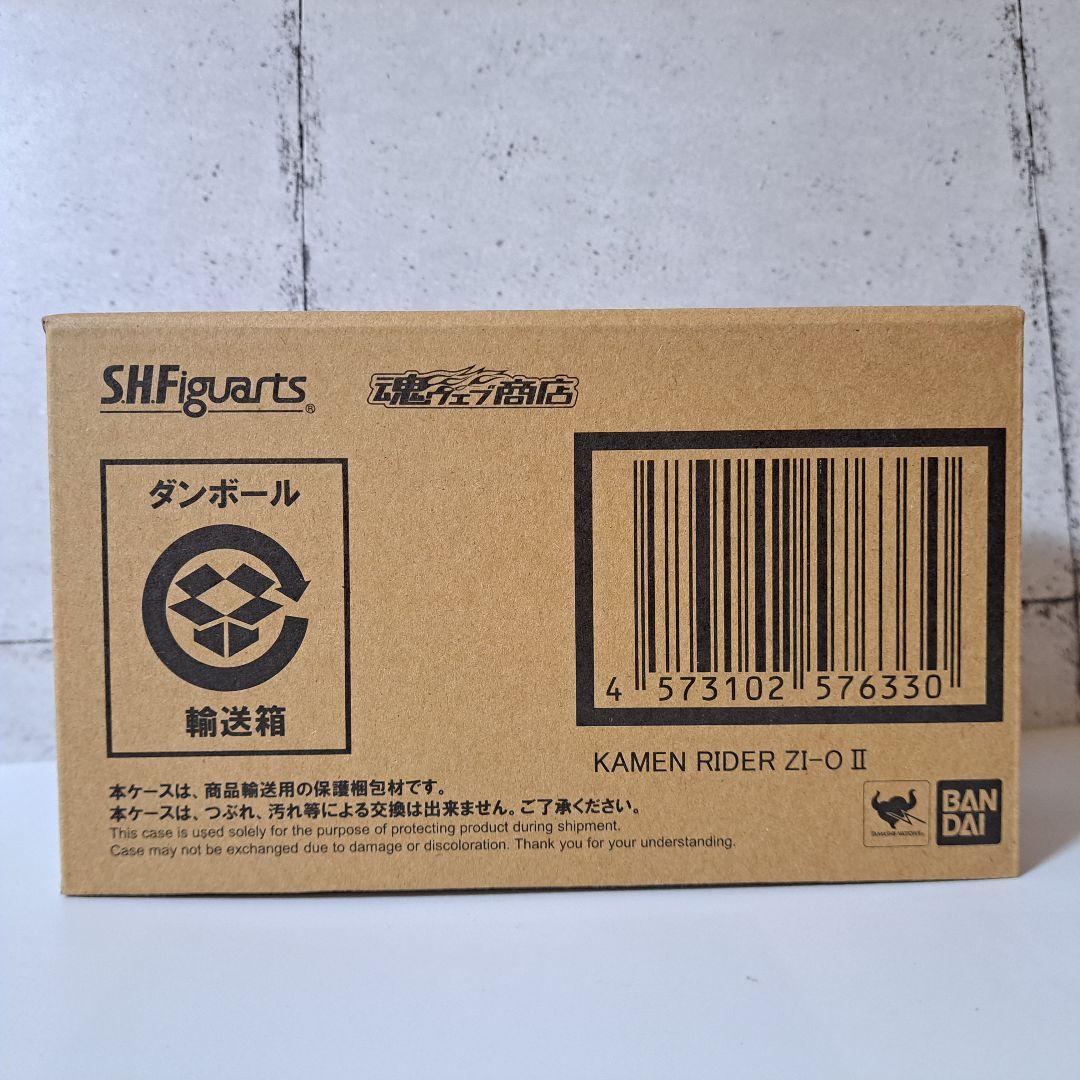 S.H.Figuarts®
魂ウェブ商店
ダンボール
輸送箱
4 573102 576330
KAMEN RIDER ZI-O II
本ケースは、商品輸送用の保護梱包材です。
本ケースは、つぶれ、汚れ等による交換は出来ません。ご了承ください。
This case is used solely for the purpose of protecting product during shipment.
Case may not be exchanged due to damage or discoloration. Thank you for your understanding.
TAMASHII NATIONS
BAN
DAI